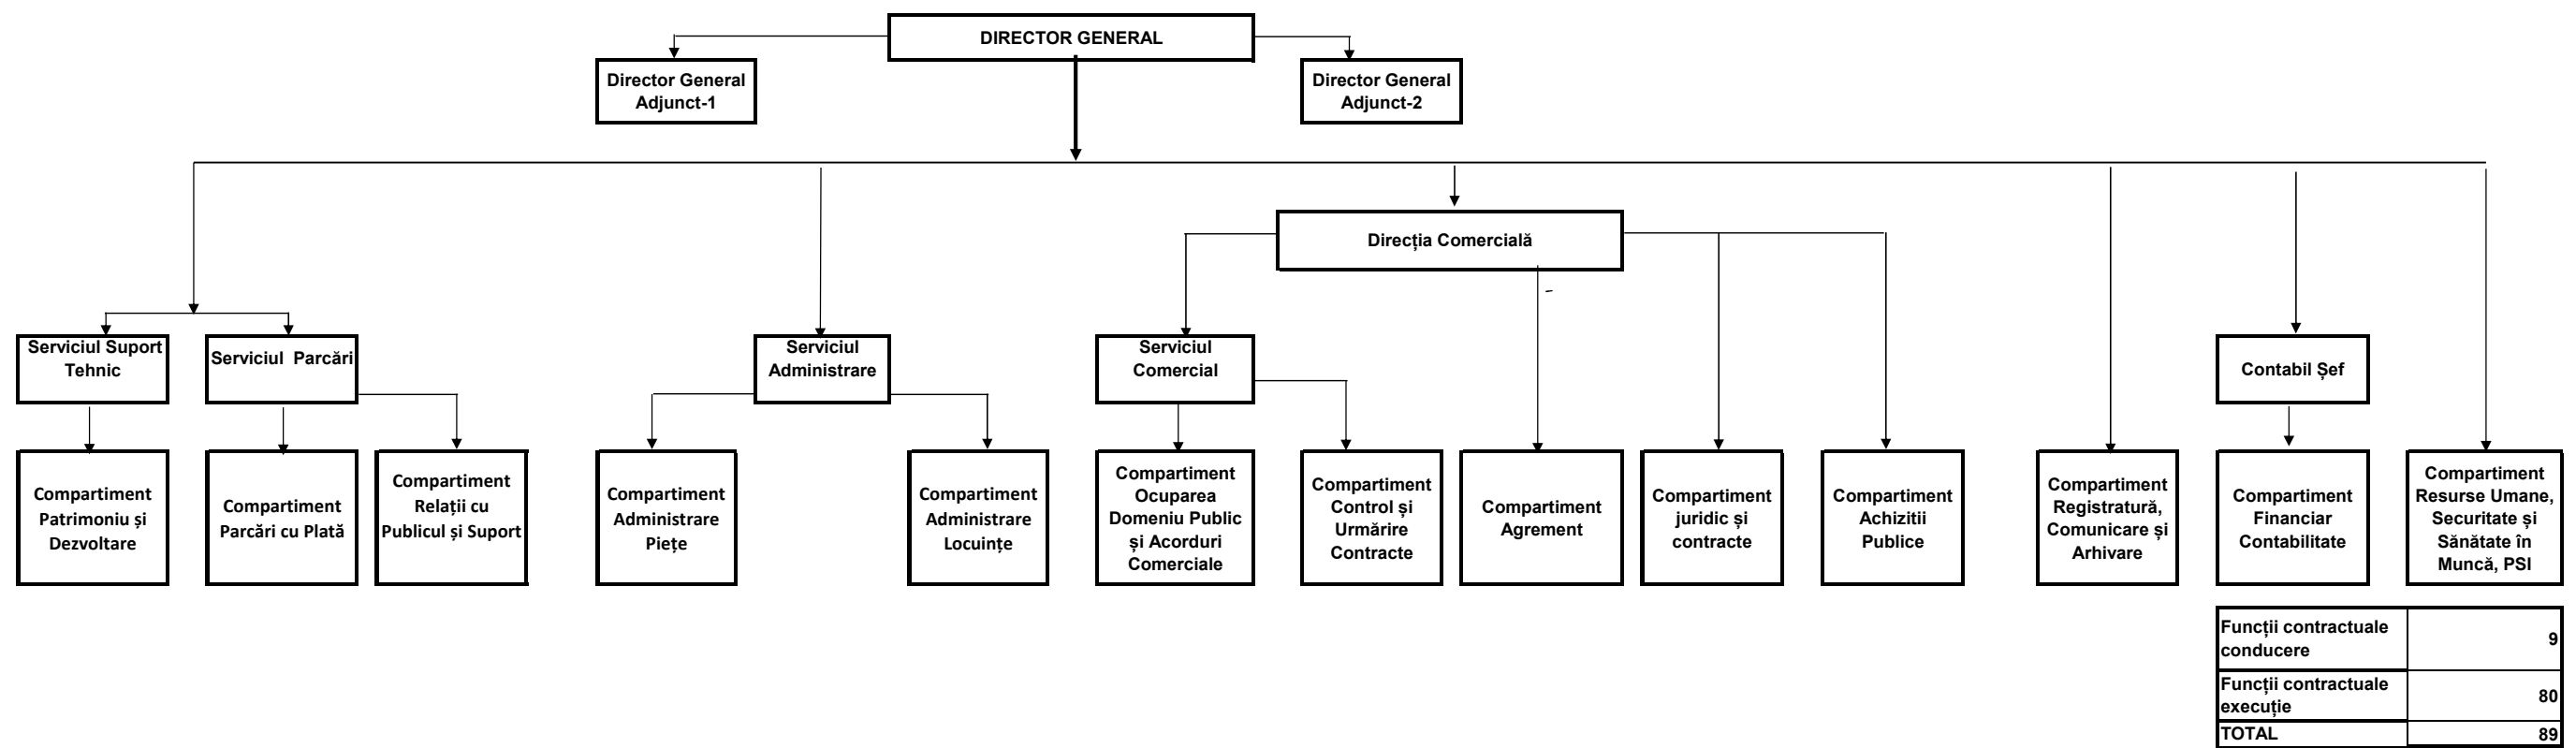 DIRECTOR GENERAL
Director General
Adjunct-1
Director General
Adjunct-2
Direcția Comercială
Serviciul Suport
Tehnic
Serviciul Parcări
Serviciul
Administrare
Serviciul
Comercial
Contabil Șef
Compartiment
Patrimoniu și
Dezvoltare
Compartiment
Parcări cu Plată
Compartiment
Relații cu
Publicul și Suport
Compartiment
Administrare
Piețe
Compartiment
Administrare
Locuințe
Compartiment
Ocuparea
Domeniu Public
și Acorduri
Comerciale
Compartiment
Control și
Urmărire
Contracte
Compartiment
Agrement
Compartiment
juridic și
contracte
Compartiment
Achizitii
Publice
Compartiment
Registratură,
Comunicare și
Arhivare
Compartiment
Financiar
Contabilitate
Compartiment
Resurse Umane,
Securitate și
Sănătate în
Muncă, PSI
Funcții contractuale
conducere 9
Funcții contractuale
execuție 80
TOTAL 89